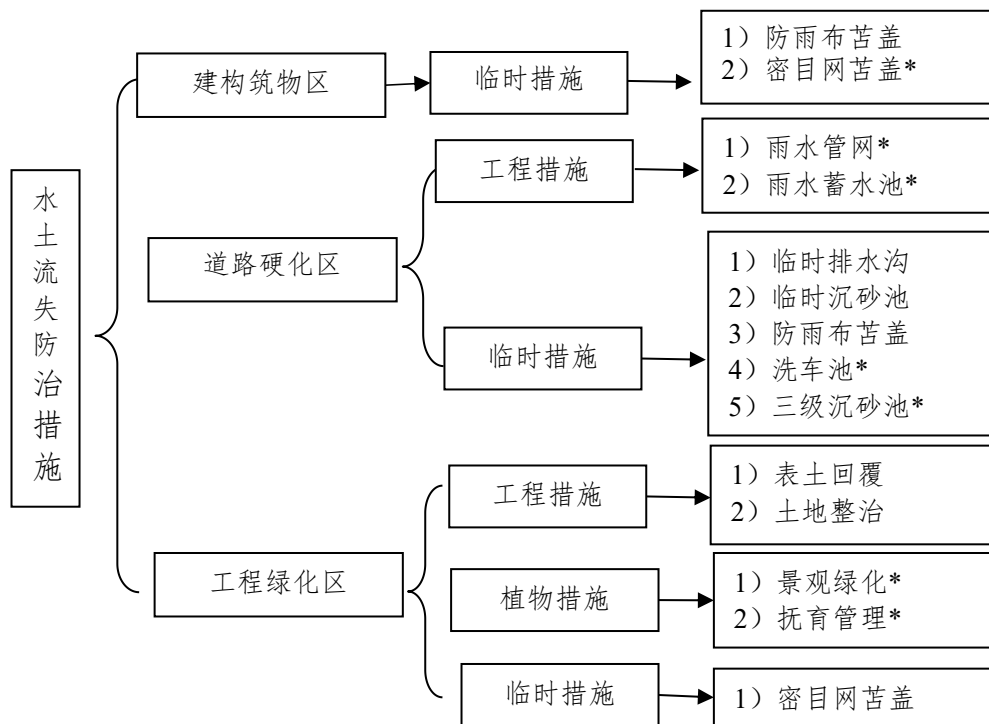 水土流失防治措施
建构筑物区
临时措施
1）防雨布苫盖
2）密目网苫盖*
道路硬化区
工程措施
1）雨水管网*
2）雨水蓄水池*
临时措施
1）临时排水沟
2）临时沉砂池
3）防雨布苫盖
4）洗车池*
5）三级沉砂池*
工程绿化区
工程措施
1）表土回覆
2）土地整治
植物措施
1）景观绿化*
2）抚育管理*
临时措施
1）密目网苫盖